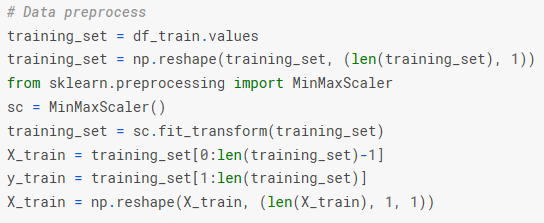 # Data preprocess
training_set = df_train.values
training_set = np.reshape(training_set, (len(training_set), 1))
from sklearn.preprocessing import MinMaxScaler
sc = MinMaxScaler()
training_set = sc.fit_transform(training_set)
X_train = training_set[0:len(training_set)-1]
y_train = training_set[1:len(training_set)]
X_train = np.reshape(X_train, (len(X_train), 1, 1))